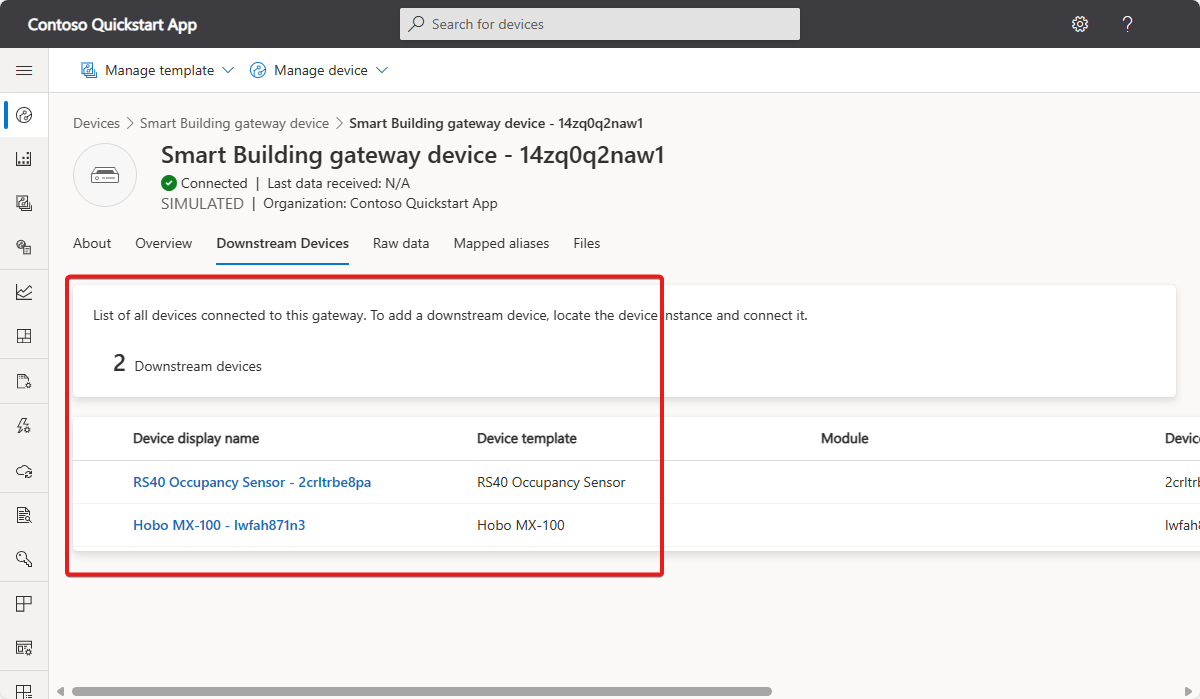 Contoso Quickstart App
Search for devices
?
Manage template
Manage device
Devices > Smart Building gateway device > Smart Building gateway device - 14zq0q2naw1
Smart Building gateway device - 14zq0q2naw1
Connected | Last data received: N/A
SIMULATED | Organization: Contoso Quickstart App
About Overview Downstream Devices Raw data Mapped aliases Files
List of all devices connected to this gateway. To add a downstream device, locate the device instance and connect it.
2 Downstream devices
Device display name Device template Module Devic
RS40 Occupancy Sensor - 2crltrbe8pa RS40 Occupancy Sensor 2crltrb
Hobo MX-100 - lwfah871n3 Hobo MX-100 lwfah8